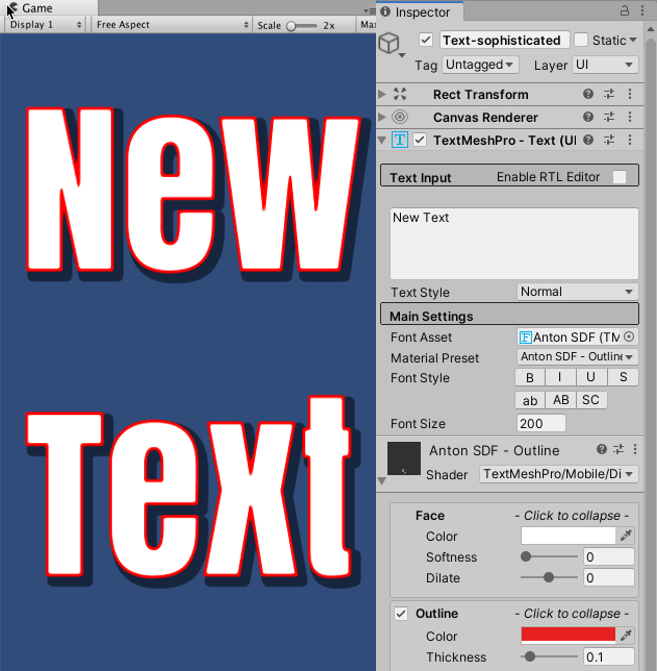 Game
Display 1
Free Aspect
Scale
2x
New
Text
Inspector
Text-sophisticated
Static
Tag
Untagged
Layer
UI
Rect Transform
Canvas Renderer
TextMeshPro - Text (UI
Text Input
Enable RTL Editor
New Text
Text Style
Normal
Main Settings
Font Asset
Anton SDF (TM
Material Preset
Anton SDF - Outline
Font Style
B
I
U
S
ab
AB
SC
Font Size
200
Anton SDF - Outline
Shader
TextMeshPro/Mobile/Di
Face
- Click to collapse -
Color
Softness
0
Dilate
0
Outline
- Click to collapse -
Color
Thickness
0.1